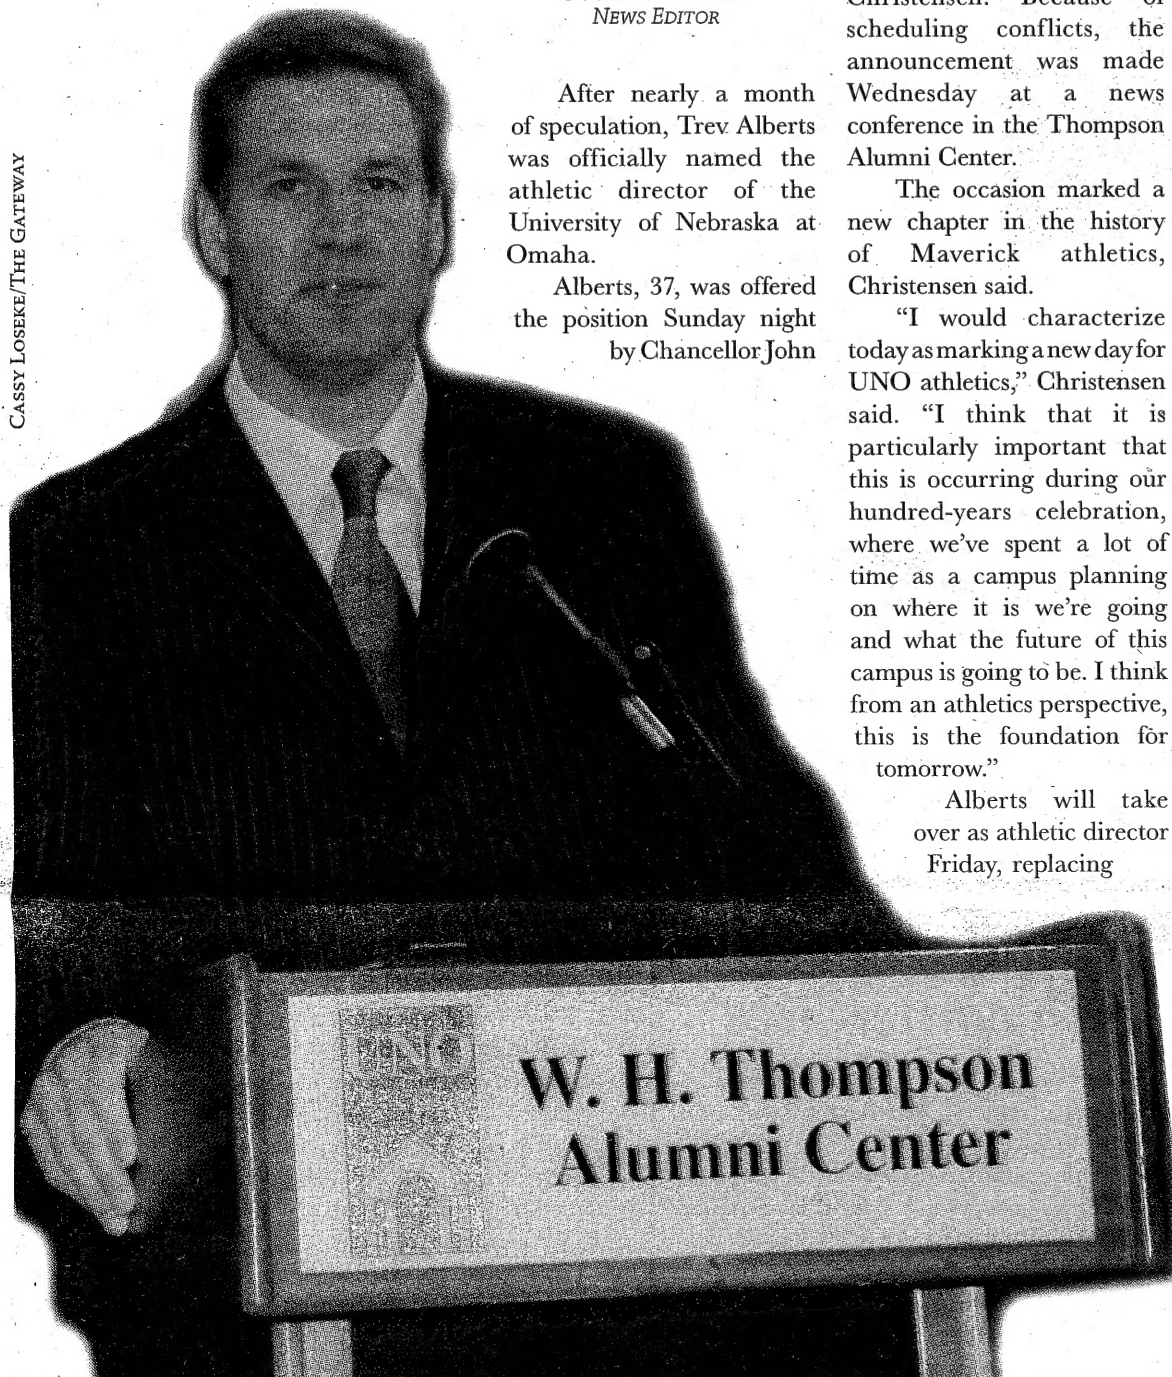 NEWS EDITOR
After nearly a month
of speculation, Trev Alberts
was officially named the
athletic director of the
University of Nebraska at
Omaha.
Alberts, 37, was offered
the position Sunday night
by Chancellor John
Christensen. Because of
scheduling conflicts, the
announcement was made
Wednesday at a news
conference in the Thompson
Alumni Center.
The occasion marked a
new chapter in the history
of Maverick athletics,
Christensen said.
“I would characterize
today as marking a new day for
UNO athletics,” Christensen
said. “I think that it is
particularly important that
this is occurring during our
hundred-years celebration,
where we’ve spent a lot of
time as a campus planning
on where it is we’re going
and what the future of this
campus is going to be. I think
from an athletics perspective,
this is the foundation for
tomorrow.”
Alberts will take
over as athletic director
Friday, replacing
CASSY LOSEKE/THE GATEWAY
UNO
W. H. Thompson
Alumni Center